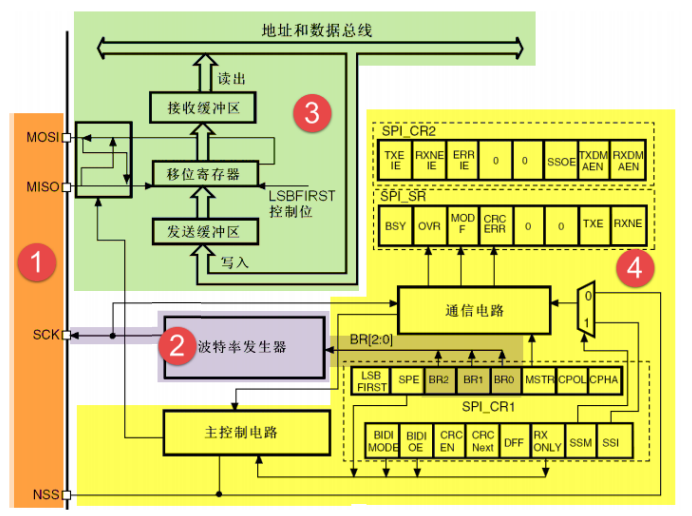 地址和数据总线
读出
接收缓冲区
3
MOSI
移位寄存器
MISO
LSBFIRST
控制位
发送缓冲区
写入
1
SPI_CR2
TXE IE
RXNE IE
ERR IE
0
0
SSOE
TXDM AEN
RXDM AEN
SPI_SR
BSY
OVR
MOD F
CRC ERR
0
0
TXE
RXNE
4
通信电路
0
1
SCK
2
波特率发生器
BR[2:0]
LSB FIRST
SPE
BR2
BR1
BR0
MSTR
CPOL
CPHA
SPI_CR1
主控制电路
BIDI MODE
BIDI OE
CRC EN
CRC Next
DFF
RX ONLY
SSM
SSI
NSS